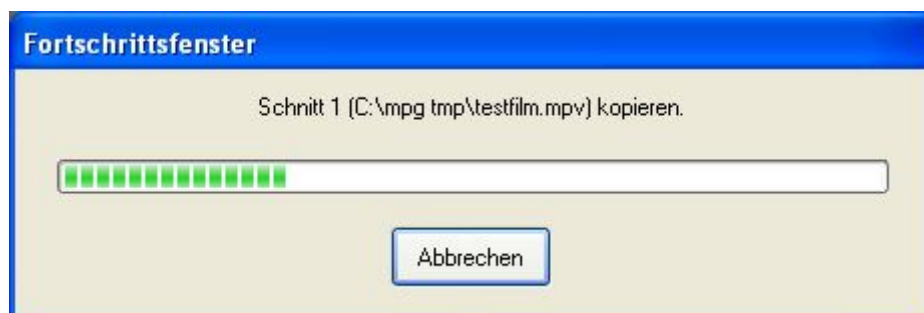 Fortschrittsfenster
Schnitt 1 (C:\mpg tmp\testfilm.mpv) kopieren.
Abbrechen